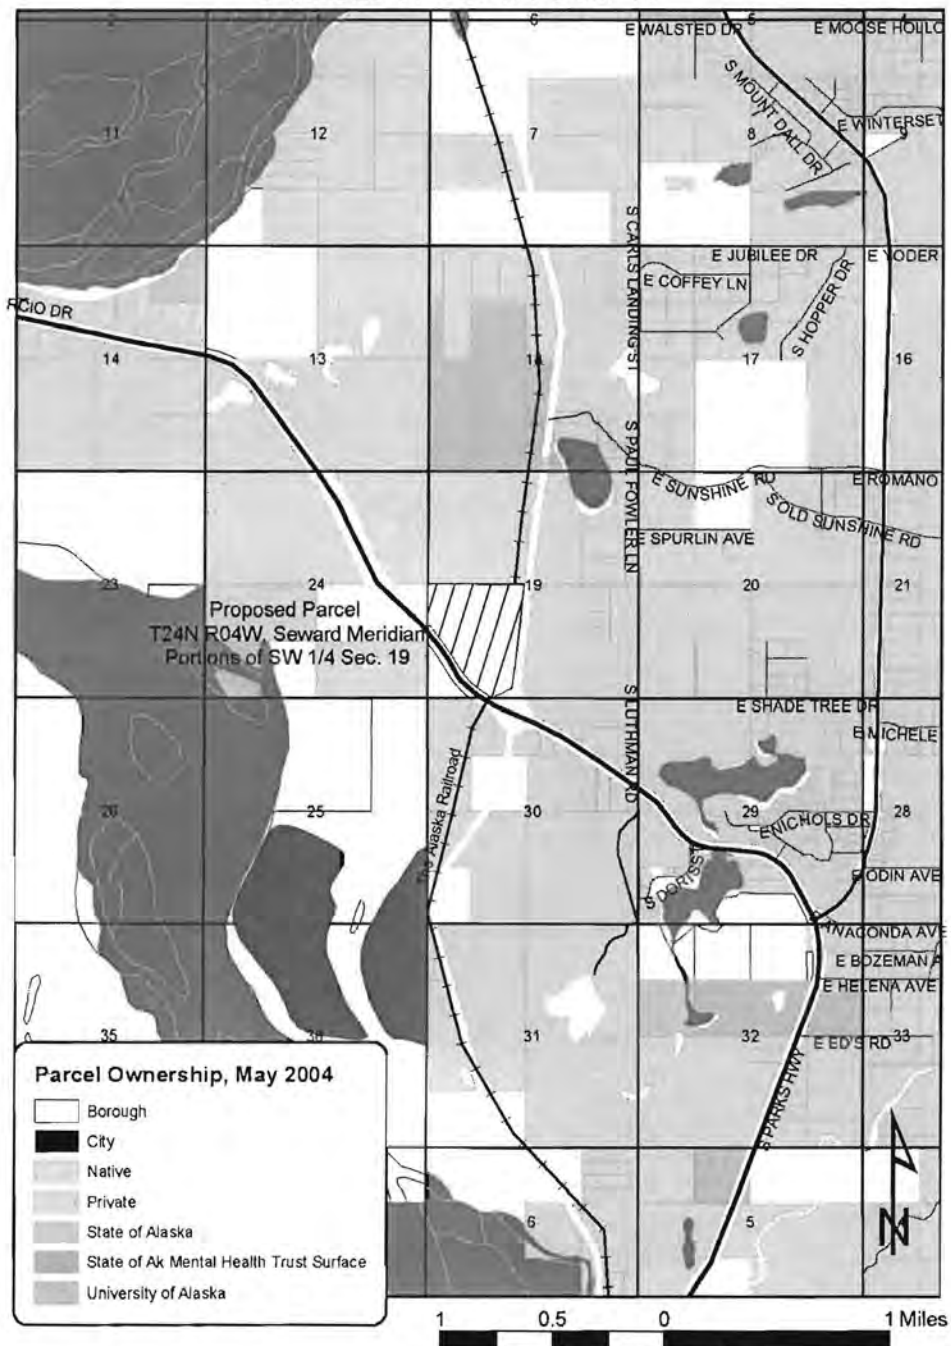 6
5
4
E WALSTED DR
E MOOSE HOLLO
S MOUNT DALL DR
11
12
7
8
E WINTERSET
9
S CARLS LANDING ST
E JUBILEE DR
E YODER
E COFFEY LN
S HOPPER DR
RCIO DR
14
13
18
17
16
S PAUL FOWLER LN
E SUNSHINE RD
E ROMANO
S OLD SUNSHINE RD
E SPURLIN AVE
23
24
19
20
21
Proposed Parcel
T24N R04W, Seward Meridian
Portions of SW 1/4 Sec. 19
S LUTHMAN RD
E SHADE TREE DR
E MICHELE
The Alaska Railroad
26
25
30
29
28
E NICHOLS DR
S DORIS ST
E ODIN AVE
ANACONDA AVE
E BOZEMAN A
E HELENA AVE
35
36
31
32
33
E ED'S RD
S PARKS HWY
Parcel Ownership, May 2004
Borough
City
Native
Private
State of Alaska
State of Ak Mental Health Trust Surface
University of Alaska
6
5
N
1 0.5 0 1 Miles